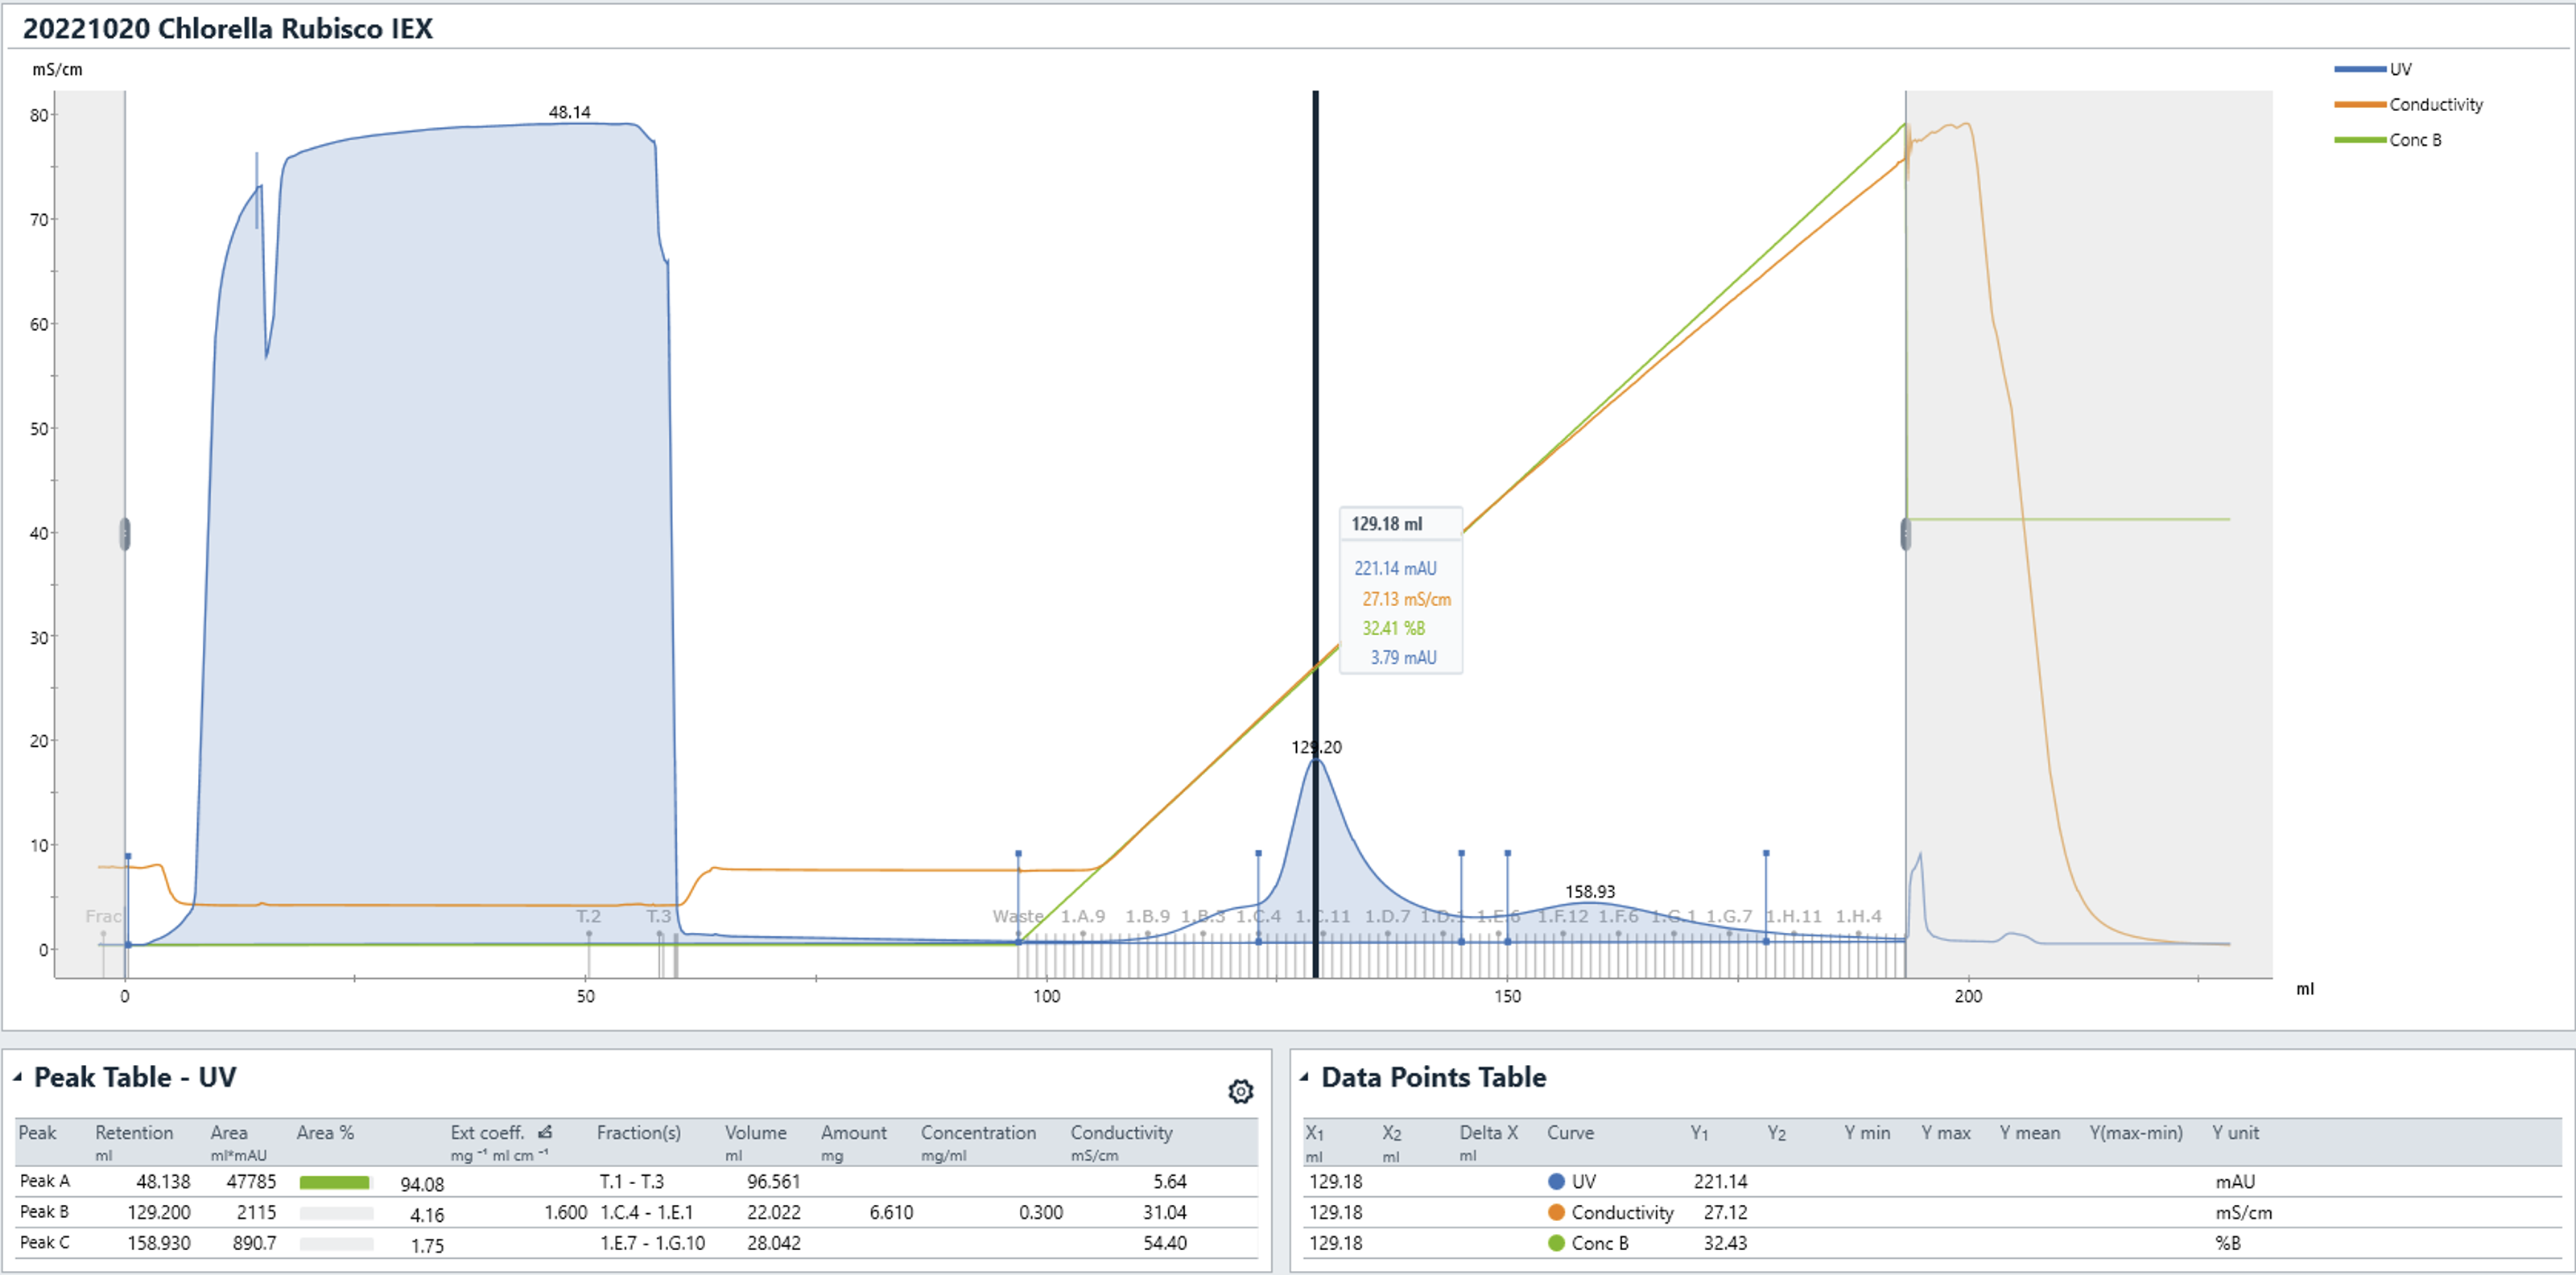 20221020 Chlorella Rubisco IEX
mS/cm
UV
Conductivity
Conc B
80
70
60
50
40
30
20
10
0
48.14
129.18 ml
221.14 mAU
27.13 mS/cm
32.41 %B
3.79 mAU
129.20
158.93
Frac T.2 T.3 Waste 1.A.9 1.B.9 1.B.3 1.C.4 1.C.11 1.D.7 1.D.1 1.E.6 1.F.12 1.F.6 1.G.1 1.G.7 1.H.11 1.H.4
0 50 100 150 200 ml
Peak Table - UV
Peak Retention Area Area % Ext coeff. Fraction(s) Volume Amount Concentration Conductivity
ml ml*mAU mg ⁻¹ ml cm ⁻¹ ml mg mg/ml mS/cm
Peak A 48.138 47785 94.08 T.1 - T.3 96.561 5.64
Peak B 129.200 2115 4.16 1.600 1.C.4 - 1.E.1 22.022 6.610 0.300 31.04
Peak C 158.930 890.7 1.75 1.E.7 - 1.G.10 28.042 54.40
Data Points Table
X₁ X₂ Delta X Curve Y₁ Y₂ Y min Y max Y mean Y(max-min) Y unit
ml ml ml
129.18 UV 221.14 mAU
129.18 Conductivity 27.12 mS/cm
129.18 Conc B 32.43 %B